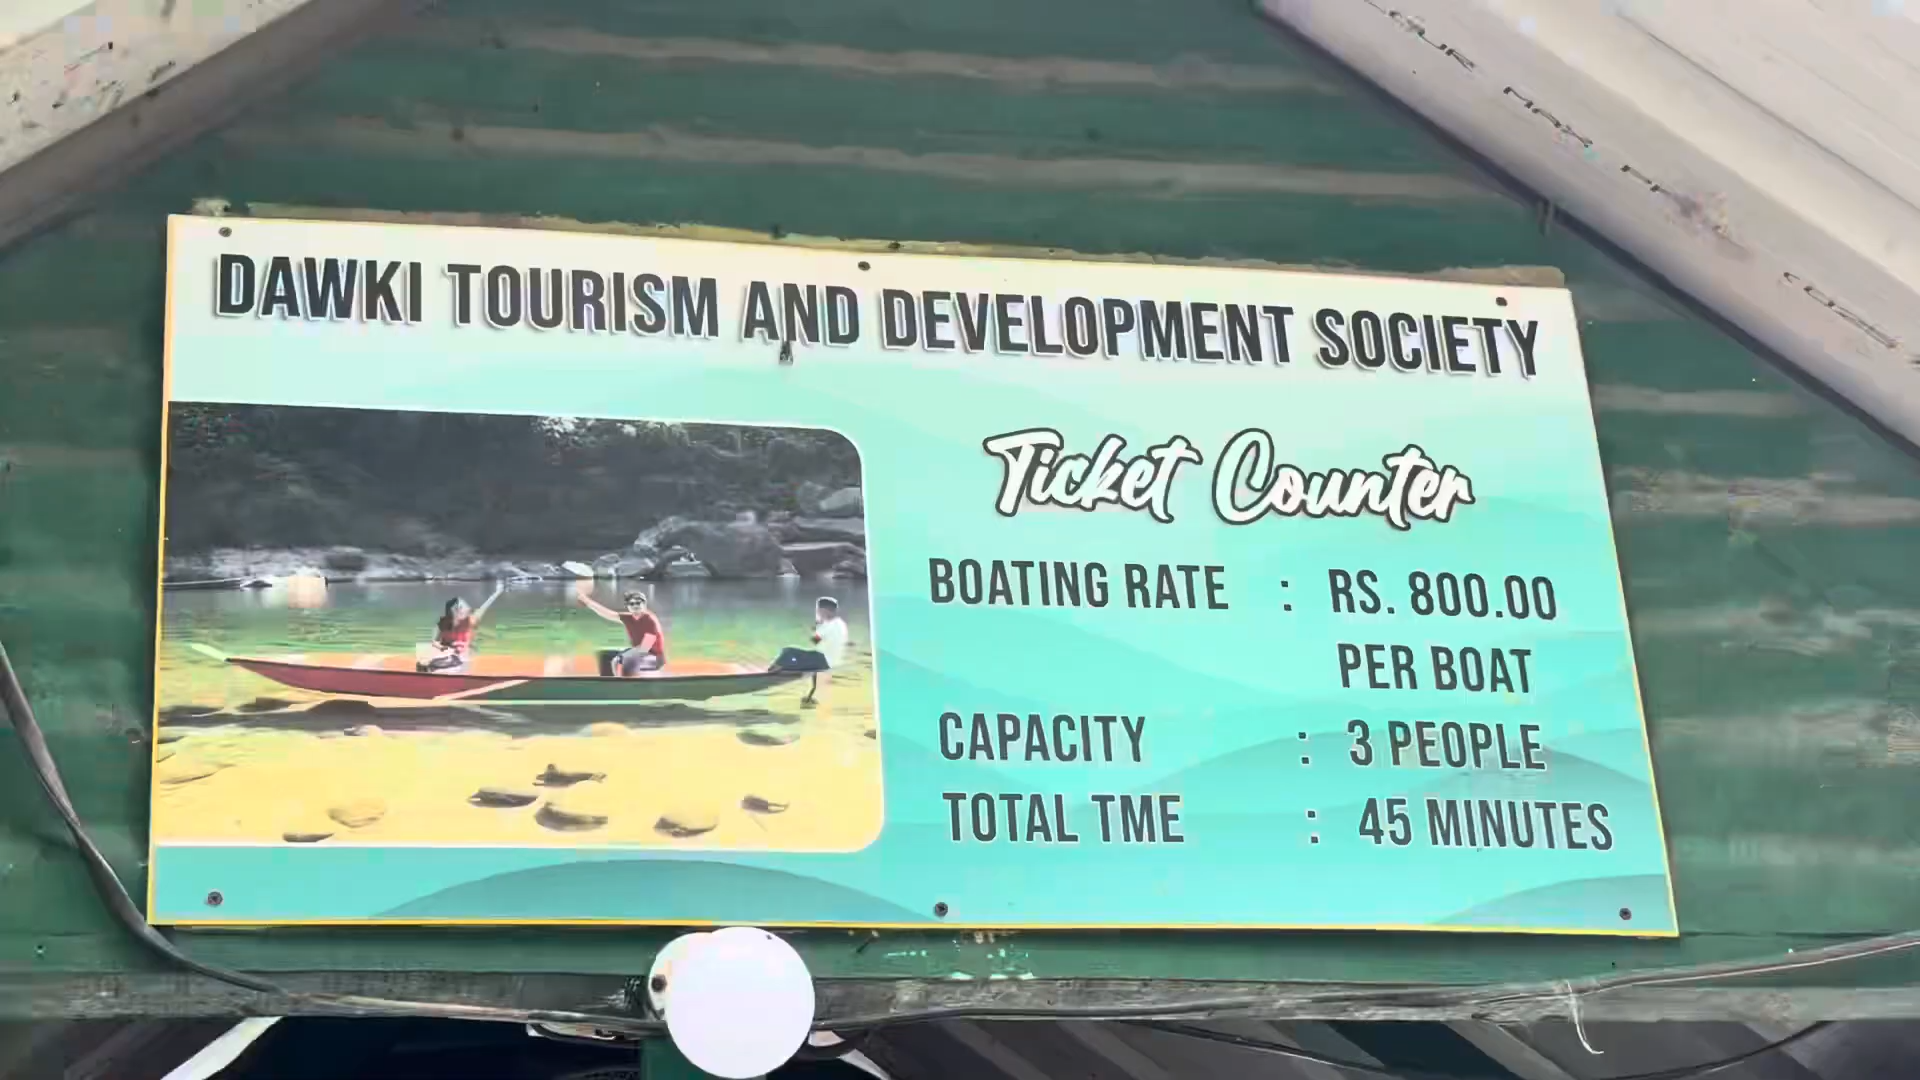 DAWKI TOURISM AND DEVELOPMENT SOCIETY
Ticket Counter
BOATING RATE : RS. 800.00
PER BOAT
CAPACITY : 3 PEOPLE
TOTAL TME : 45 MINUTES